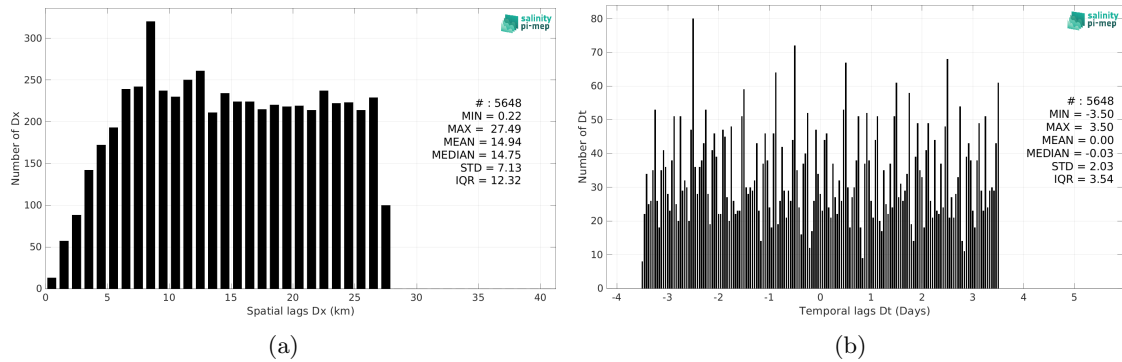 salinity
pi-mep
300
250
200
150
100
50
0
Number of Dx
# : 5648
MIN = 0.22
MAX = 27.49
MEAN = 14.94
MEDIAN = 14.75
STD = 7.13
IQR = 12.32
0 5 10 15 20 25 30 35 40
Spatial lags Dx (km)
(a)
salinity
pi-mep
80
70
60
50
40
30
20
10
0
Number of Dt
# : 5648
MIN = -3.50
MAX = 3.50
MEAN = 0.00
MEDIAN = -0.03
STD = 2.03
IQR = 3.54
-4 -3 -2 -1 0 1 2 3 4 5
Temporal lags Dt (Days)
(b)